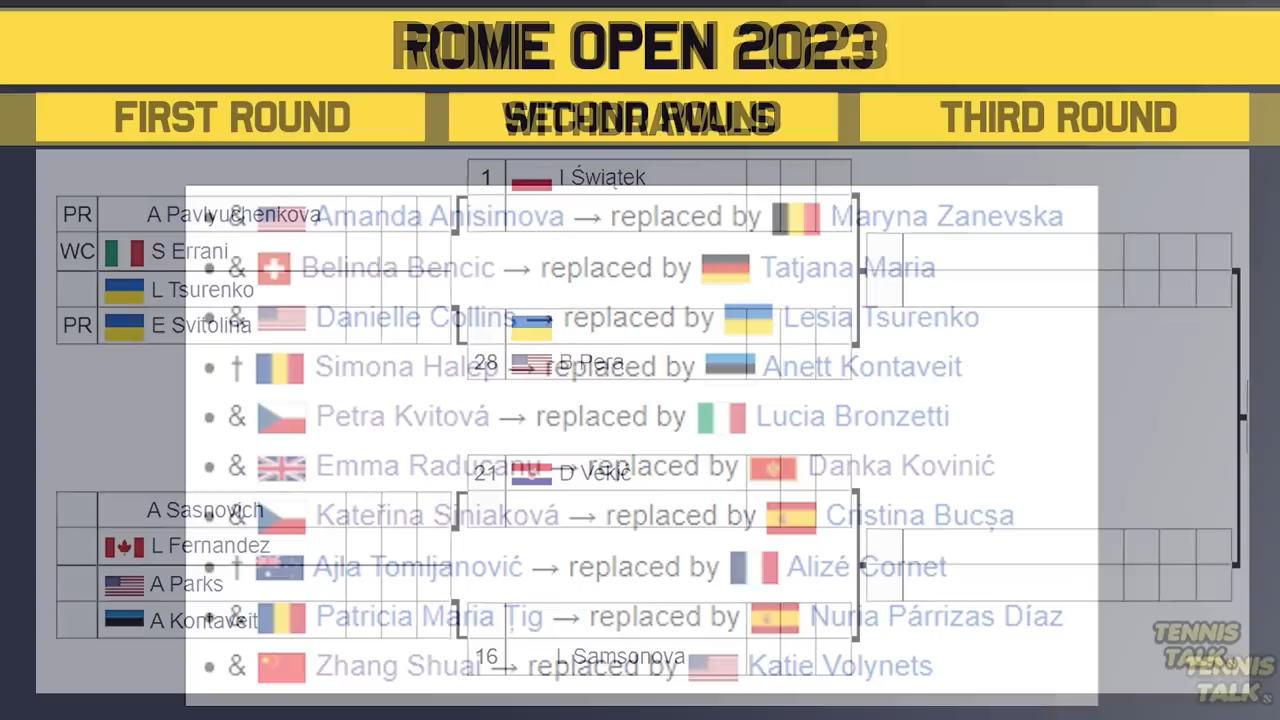 ROME OPEN 2023
FIRST ROUND
SECOND ROUND
WITHDRAWALS
THIRD ROUND
1 I Świątek
PR A Pavlyuchenkova
WC S Errani
L Tsurenko
PR E Svitolina
28 B Pera
21 D Vekić
A Sasnovich
L Fernandez
A Parks
A Kontaveit
16 L Samsonova
• & Amanda Anisimova → replaced by Maryna Zanevska
• & Belinda Bencic → replaced by Tatjana Maria
• & Danielle Collins → replaced by Lesia Tsurenko
• † Simona Halep → replaced by Anett Kontaveit
• & Petra Kvitová → replaced by Lucia Bronzetti
• & Emma Raducanu → replaced by Danka Kovinić
• & Kateřina Siniaková → replaced by Cristina Bucșa
• † Ajla Tomljanović → replaced by Alizé Cornet
• & Patricia Maria Țig → replaced by Nuria Párrizas Díaz
• & Zhang Shuai → replaced by Katie Volynets
TENNIS
TALK
TENNIS
TALK